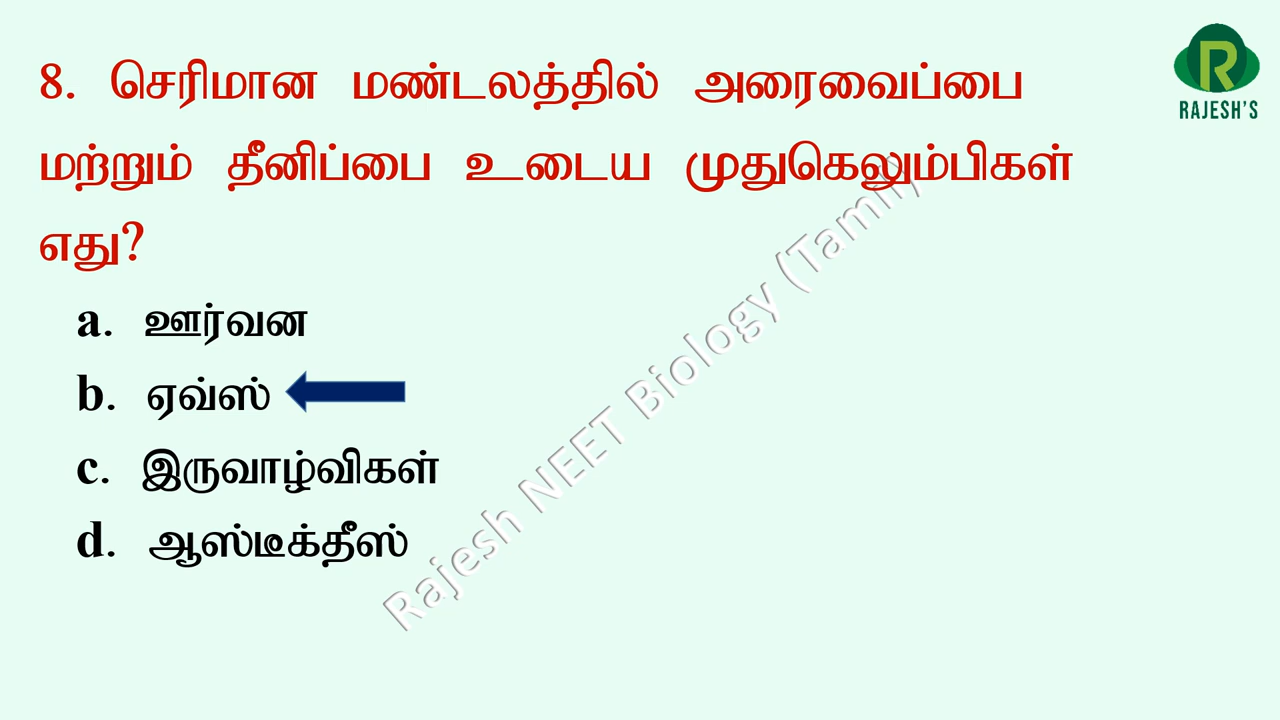 8. செரிமான மண்டலத்தில் அரைவைப்பை
மற்றும் தீனிப்பை உடைய முதுகெலும்பிகள்
எது?
a. ஊர்வன
b. ஏவ்ஸ்
c. இருவாழ்விகள்
d. ஆஸ்டீக்தீஸ்
R
RAJESH'S
Rajesh NEET Biology (Tamil)